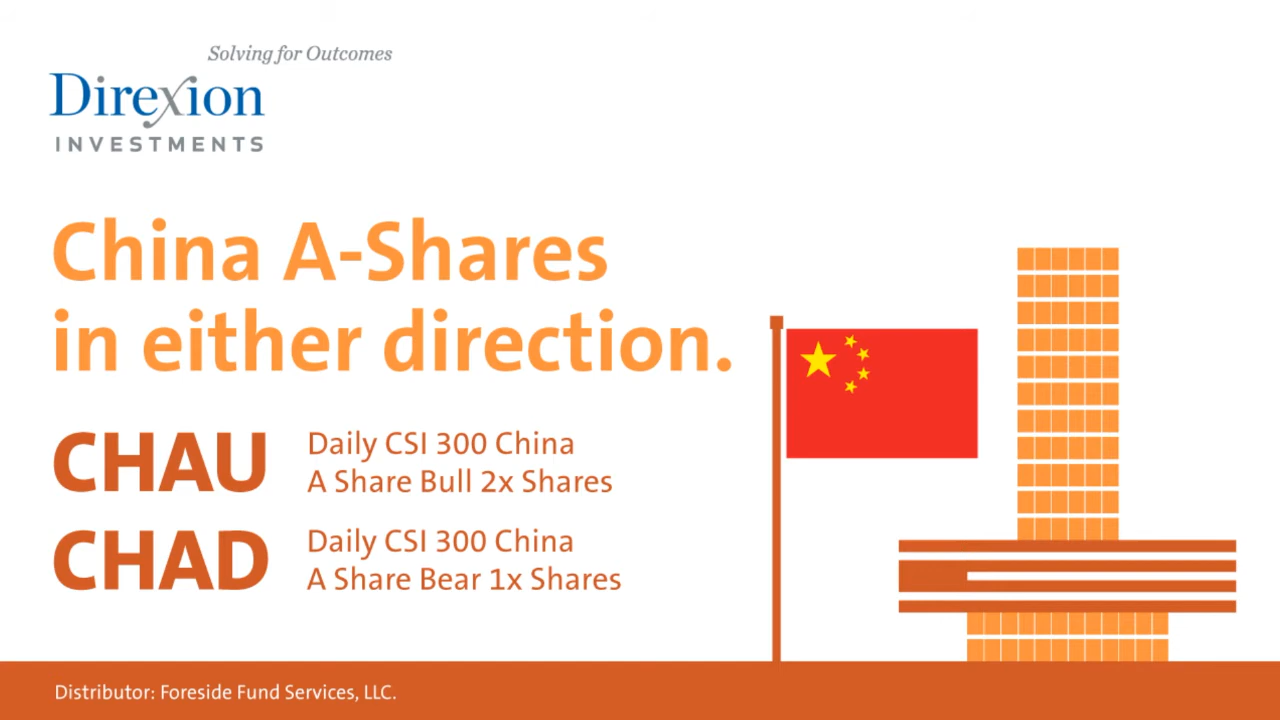 Solving for Outcomes
Direxion
INVESTMENTS
China A-Shares
in either direction.
CHAU
Daily CSI 300 China
A Share Bull 2x Shares
CHAD
Daily CSI 300 China
A Share Bear 1x Shares
Distributor: Foreside Fund Services, LLC.